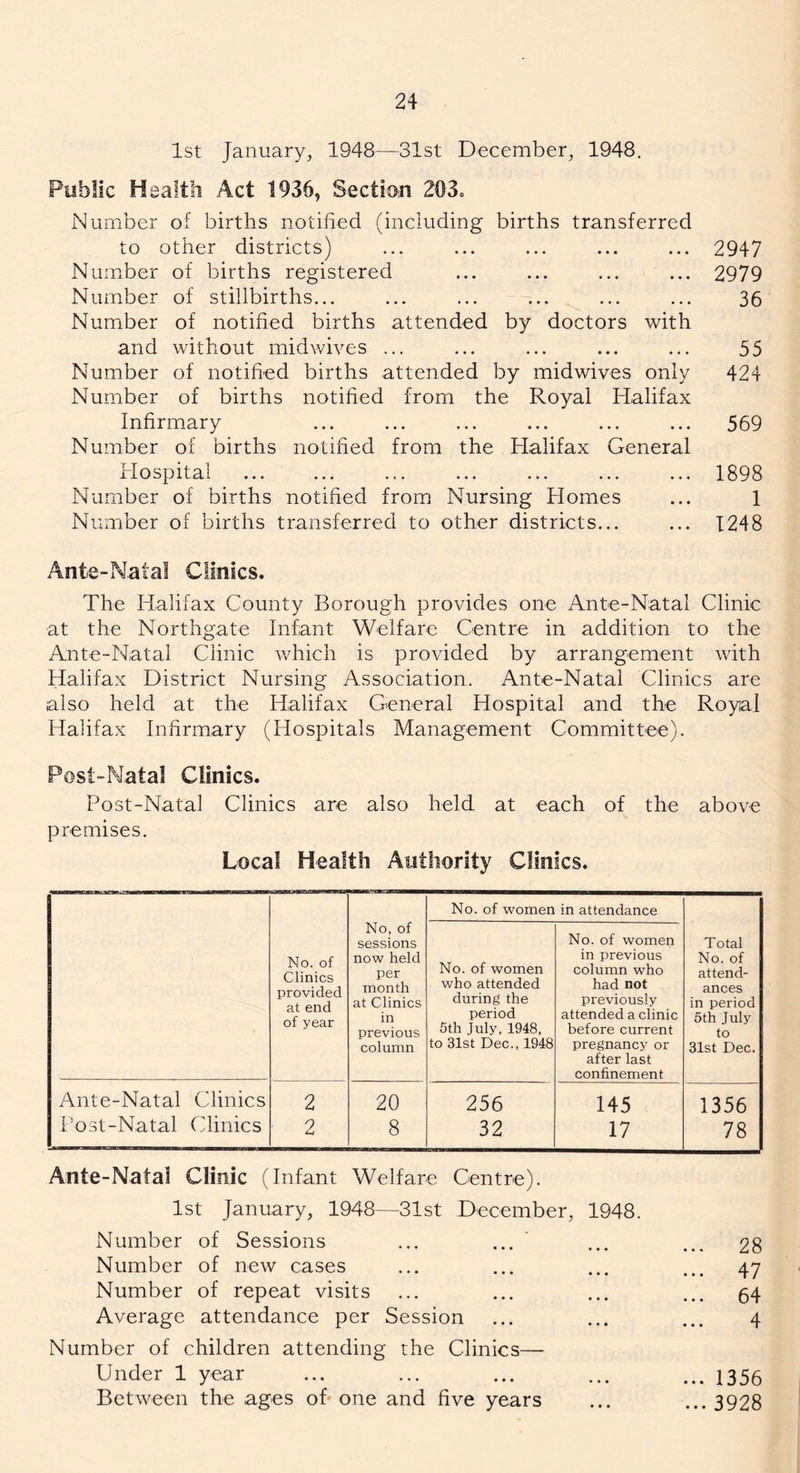 24
1st January, 1948—31st December, 1948.
Public Health Act 1936, Section 203.
Number of births notified (including births transferred
to other districts) ... ... ... ... ... 2947
Number of births registered ... ... ... ... 2979
Number of stillbirths... ... ... ... ... ... 36
Number of notified births attended by doctors with
and without midwives ... ... ... ... ... 55
Number of notified births attended by midwives only 424
Number of births notified from the Royal Halifax
Infirmary ... ... ... ... ... ... 569
Number of births notified from the Halifax General
Hospital ... ... ... ... ... ... ... 1898
Number of births notified from Nursing Homes ... 1
Number of births transferred to other districts... ... 1248
Ante-Natal Clinics.
The Halifax County Borough provides one Ante-Natal Clinic
at the Northgate Infant Welfare Centre in addition to the
Ante-Natal Clinic which is provided by arrangement with
Halifax District Nursing Association. Ante-Natal Clinics are
also held at the Halifax General Hospital and the Royal
Halifax Infirmary (Hospitals Management Committee).
Post-Natal Clinics.
Post-Natal Clinics are also held at each of the above
premises.
Local Health Authority Clinics.
No. of Clinics provided at end of year
No, of sessions now held per month at Clinics in previous column
No. of women in attendance
No. of women who attended during the period 5th July, 1948, to 31st Dec., 1948
No. of women in previous column who had not previously attended a clinic before current pregnancy or after last confinement
Total No. of attend-ances in period 5th July to 31st Dec.
Ante-Natal Clinics 2 20 256 145 1356
Post-Natal Clinics 2 8 32 17 78
Ante-Natal Clinic (Infant Welfare Centre).
1st January, 1948—31st December, 1948.
Number of Sessions ... ... ... ... 28
Number of new cases ... ... ... ... 47
Number of repeat visits ... ... ... ... 64
Average attendance per Session ... ... ... 4
Number of children attending the Clinics—
Under 1 year ... ... ... ... ... 1356
Between the ages of one and five years ... ... 3928